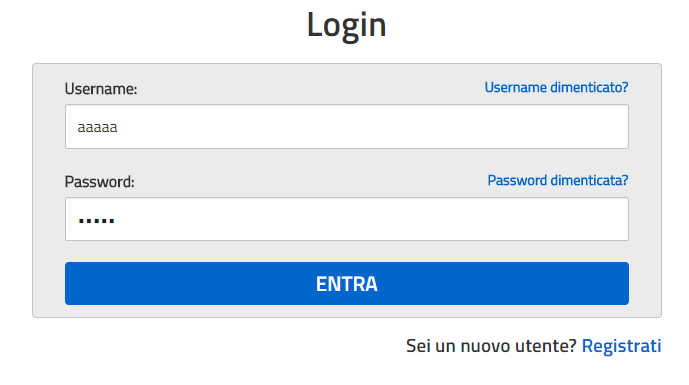 Login
Username: Username dimenticato?
aaaaa
Password: Password dimenticata?
•••••
ENTRA
Sei un nuovo utente? Registrati